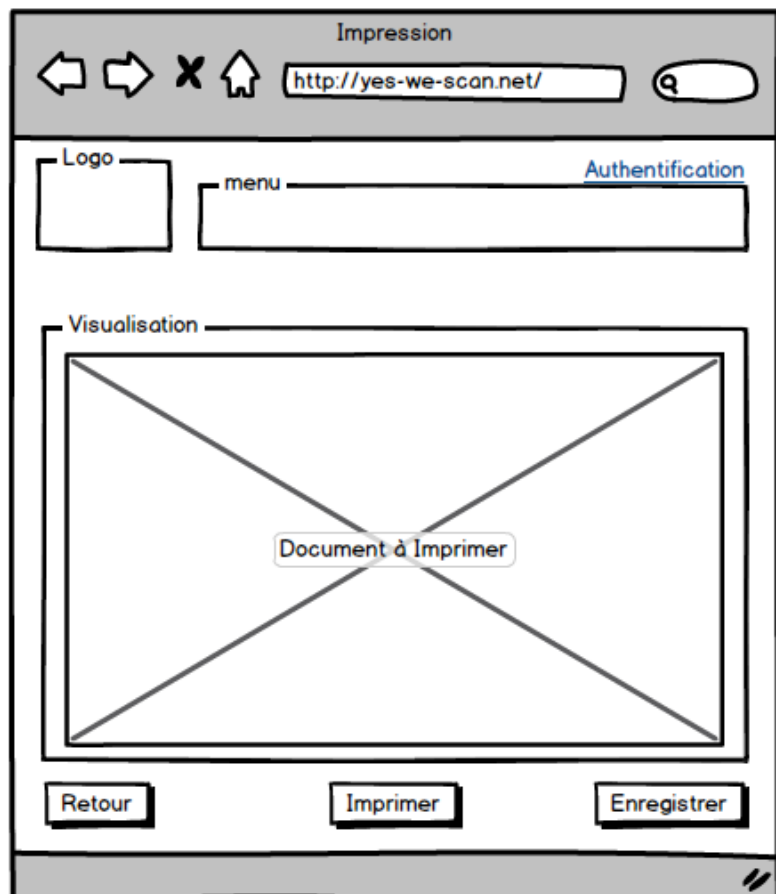 Impression
http://yes-we-scan.net/
Logo
Authentification
menu
Visualisation
Document à Imprimer
Retour
Imprimer
Enregistrer